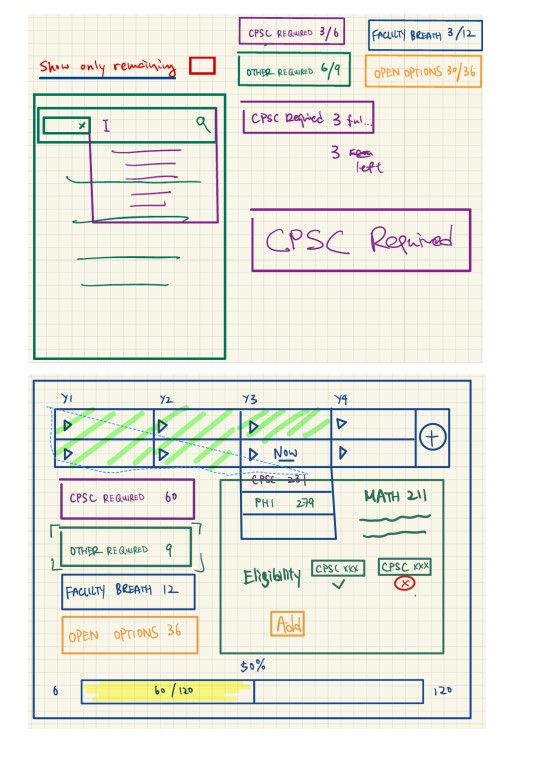 CPSC REQUIRED 3/6
FACULTY BREATH 3/12
Show only remaining
OTHER REQUIRED 6/9
OPEN OPTIONS 30/36
x I
CPSC Required 3 ful...
3
left
CPSC Required
Y1 Y2 Y3 Y4
Now
CPSC 231
PHI 279
MATH 211
CPSC REQUIRED 60
OTHER REQUIRED 9
FACULTY BREATH 12
OPEN OPTIONS 36
Eligibility
CPSC XXX
CPSC XXX
Add
50%
0
60/120
120